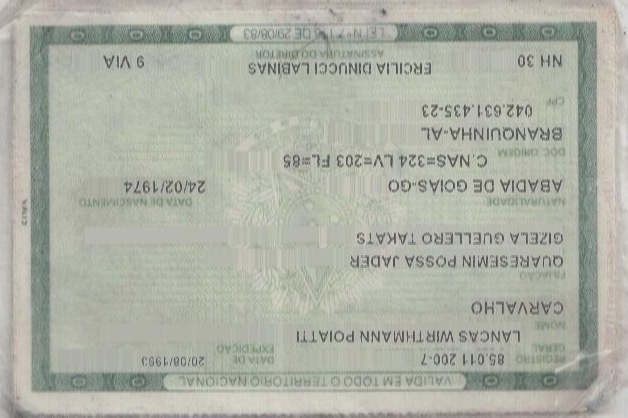 VÁLIDA EM TODO O TERRITÓRIO NACIONAL
REGISTRO GERAL 85.011.200-7 DATA DE EXPEDIÇÃO 20/08/1993
NOME
LANCAS WIRTHMANN POIATTI
CARVALHO
FILIAÇÃO
QUARESEMIN POSSA JADER
GIZELA GUELLERO TAKATS
NATURALIDADE DATA DE NASCIMENTO
ABADIA DE GOIÁS-GO 24/02/1974
DOC. ORIGEM C.NAS=324 LV=203 FL=85
BRANQUINHA-AL
CPF 042.631.435-23
NH 30 ERCILIA DINUCCI LABINAS 9 VIA
ASSINATURA DO DIRETOR
LEI Nº 7.116 DE 29/08/83